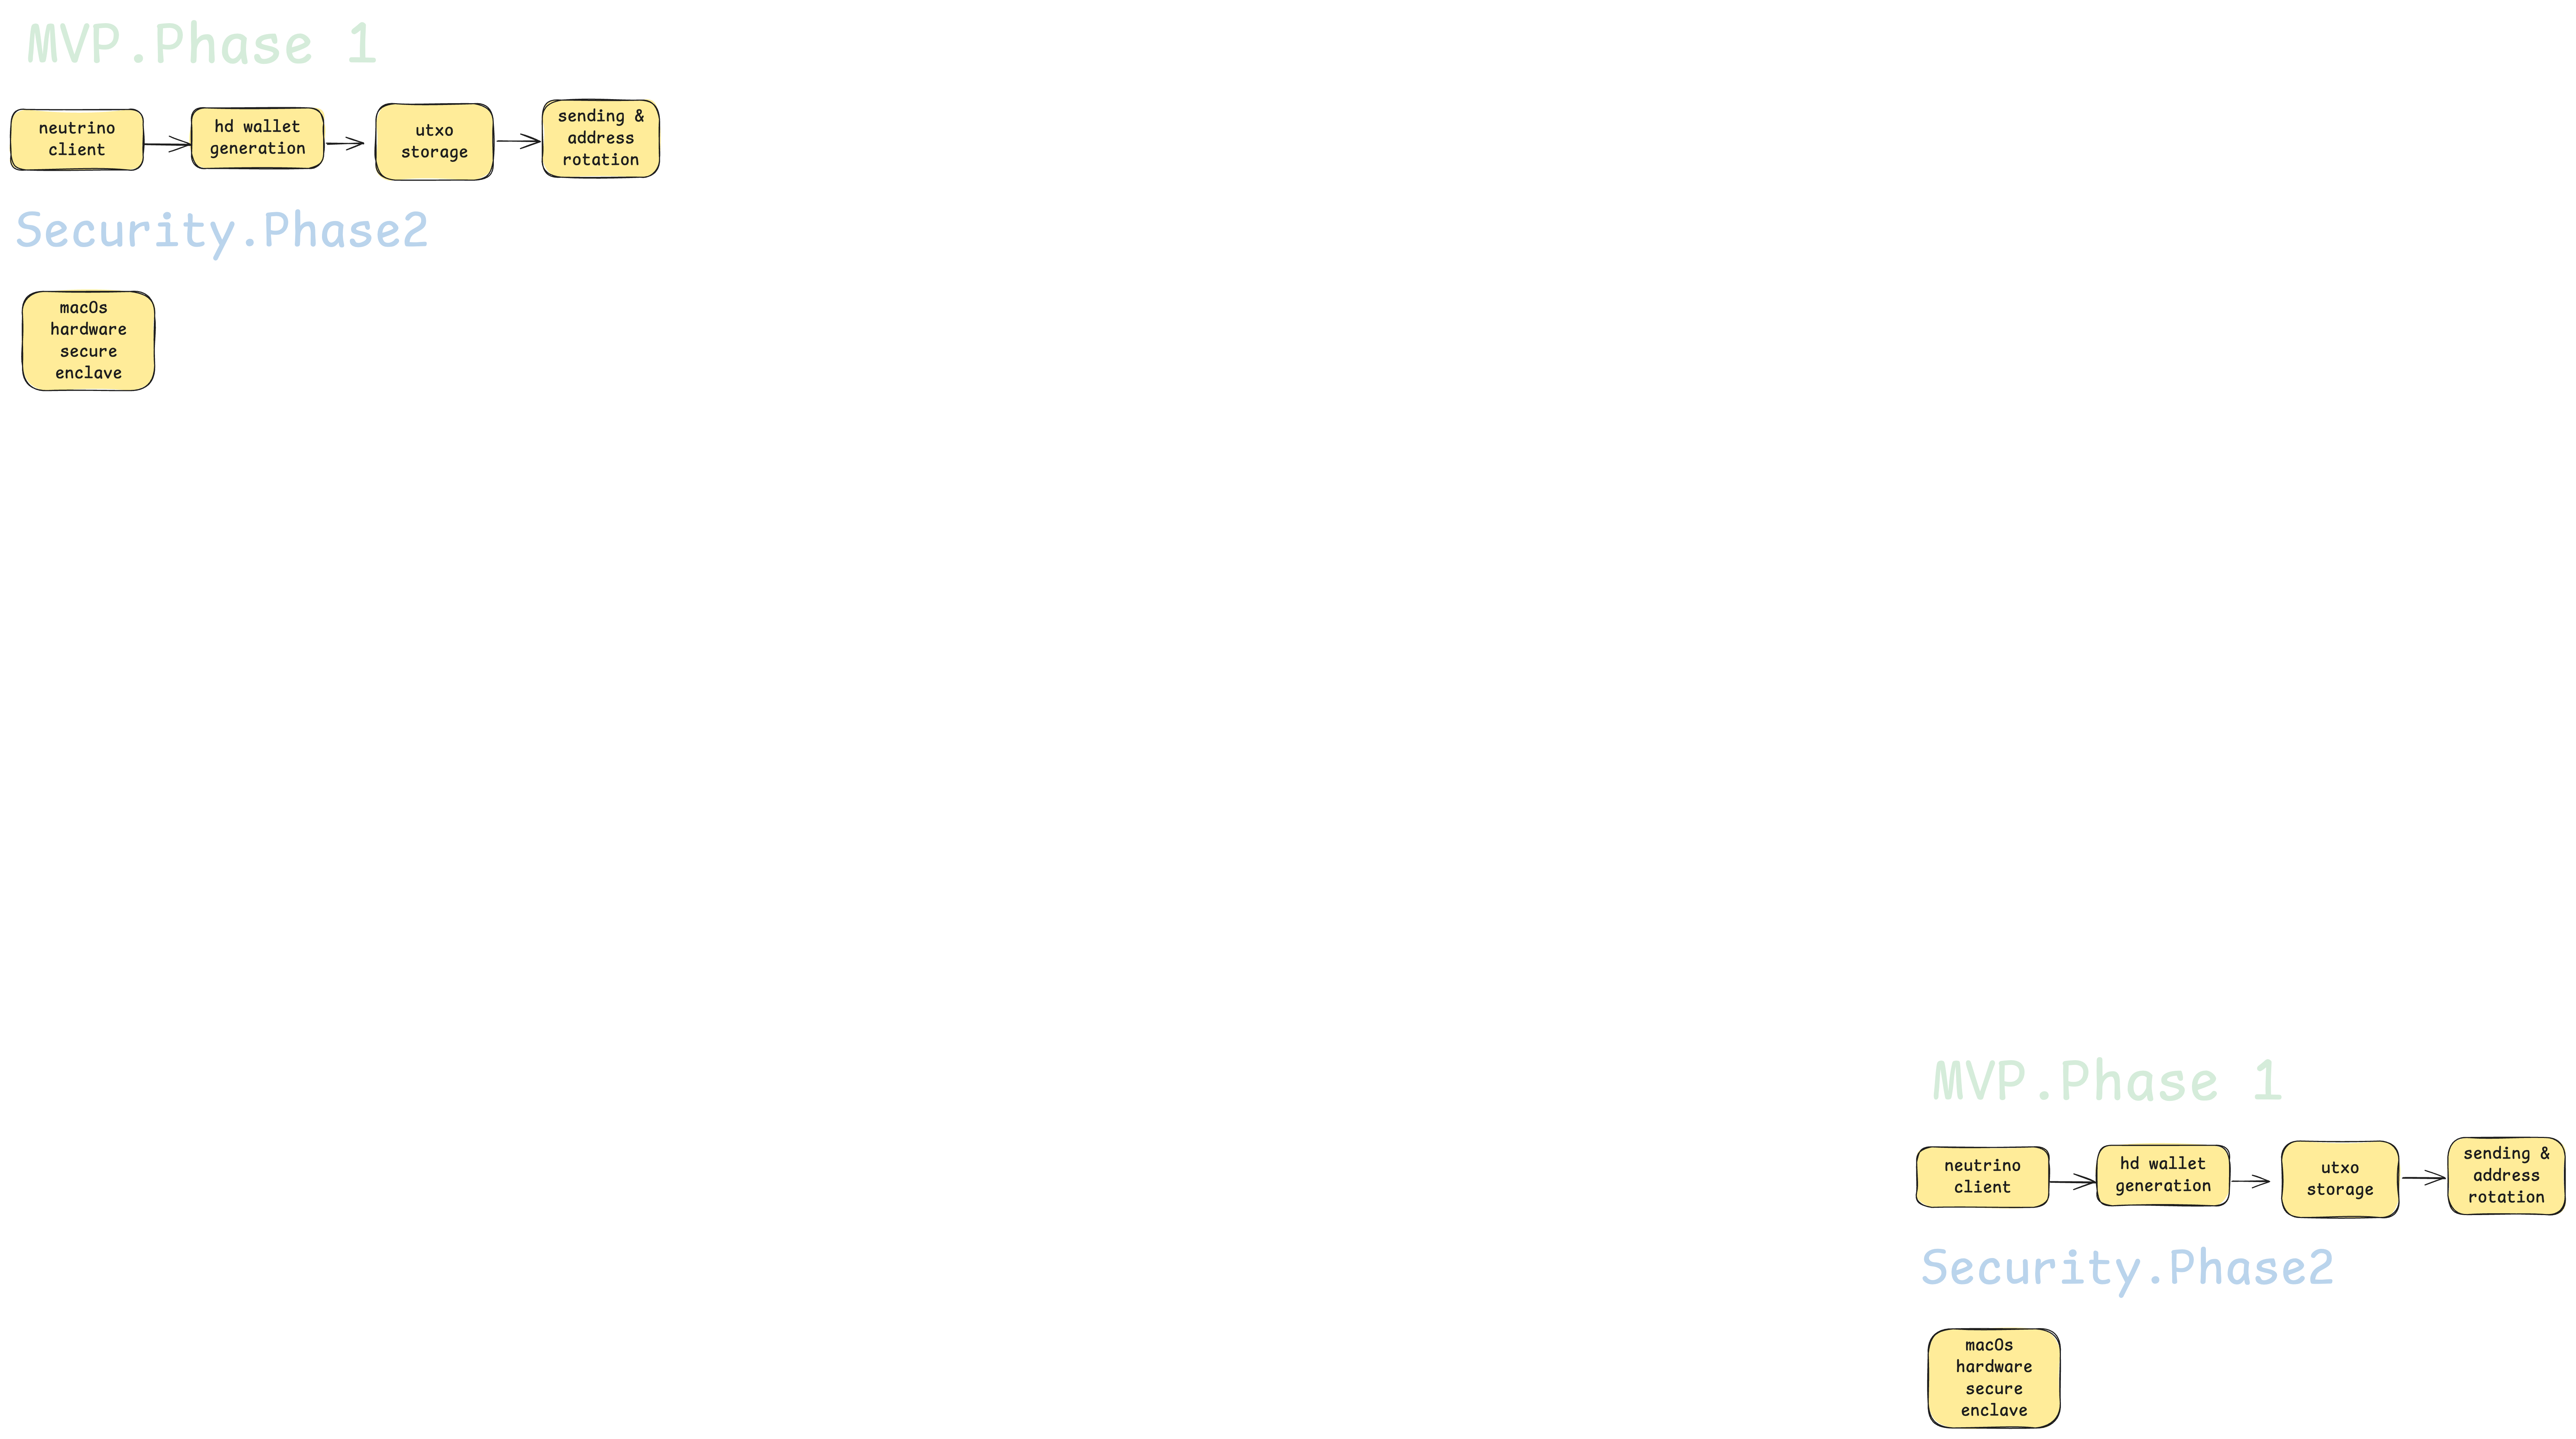 MVP.Phase 1
neutrino
client
hd wallet
generation
utxo
storage
sending &
address
rotation
Security.Phase2
macOs
hardware
secure
enclave
MVP.Phase 1
neutrino
client
hd wallet
generation
utxo
storage
sending &
address
rotation
Security.Phase2
macOs
hardware
secure
enclave